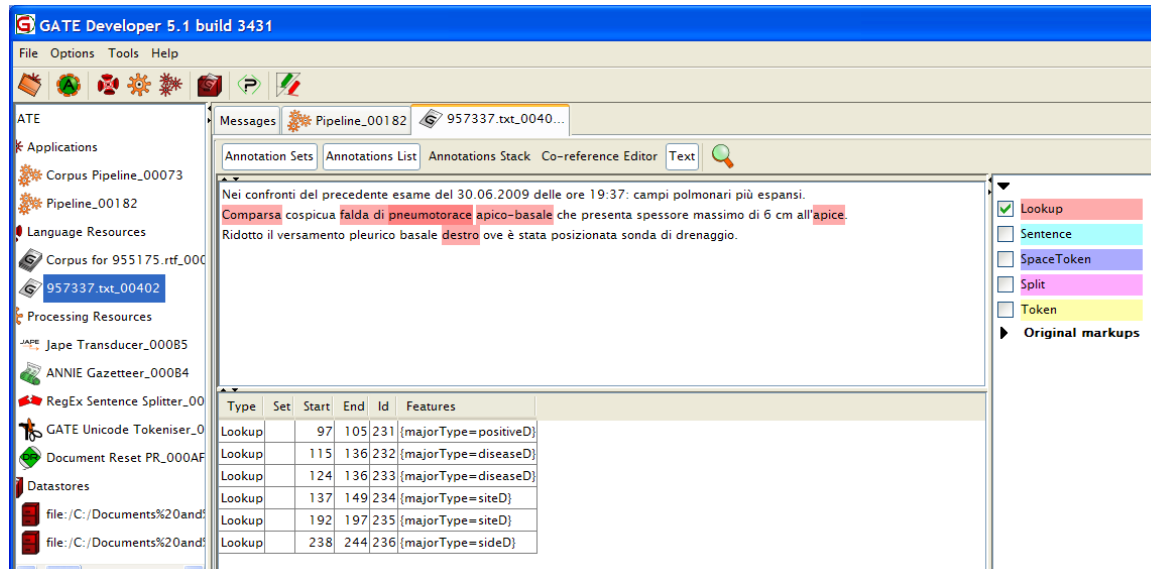 GATE Developer 5.1 build 3431
File Options Tools Help
ATE
Applications
Corpus Pipeline_00073
Pipeline_00182
Language Resources
Corpus for 955175.rtf_000
957337.txt_00402
Processing Resources
Jape Transducer_000B5
ANNIE Gazetteer_000B4
RegEx Sentence Splitter_00
GATE Unicode Tokeniser_0
Document Reset PR_000AF
Datastores
file:/C:/Documents%20and
file:/C:/Documents%20and
Messages Pipeline_00182 957337.txt_0040...
Annotation Sets Annotations List Annotations Stack Co-reference Editor Text
Nei confronti del precedente esame del 30.06.2009 delle ore 19:37: campi polmonari più espansi.
Comparsa cospicua falda di pneumotorace apico-basale che presenta spessore massimo di 6 cm all'apice.
Ridotto il versamento pleurico basale destro ove è stata posizionata sonda di drenaggio.
Type Set Start End Id Features
Lookup 97 105 231 {majorType=positiveD}
Lookup 115 136 232 {majorType=diseaseD}
Lookup 124 136 233 {majorType=diseaseD}
Lookup 137 149 234 {majorType=siteD}
Lookup 192 197 235 {majorType=siteD}
Lookup 238 244 236 {majorType=sideD}
Lookup
Sentence
SpaceToken
Split
Token
Original markups